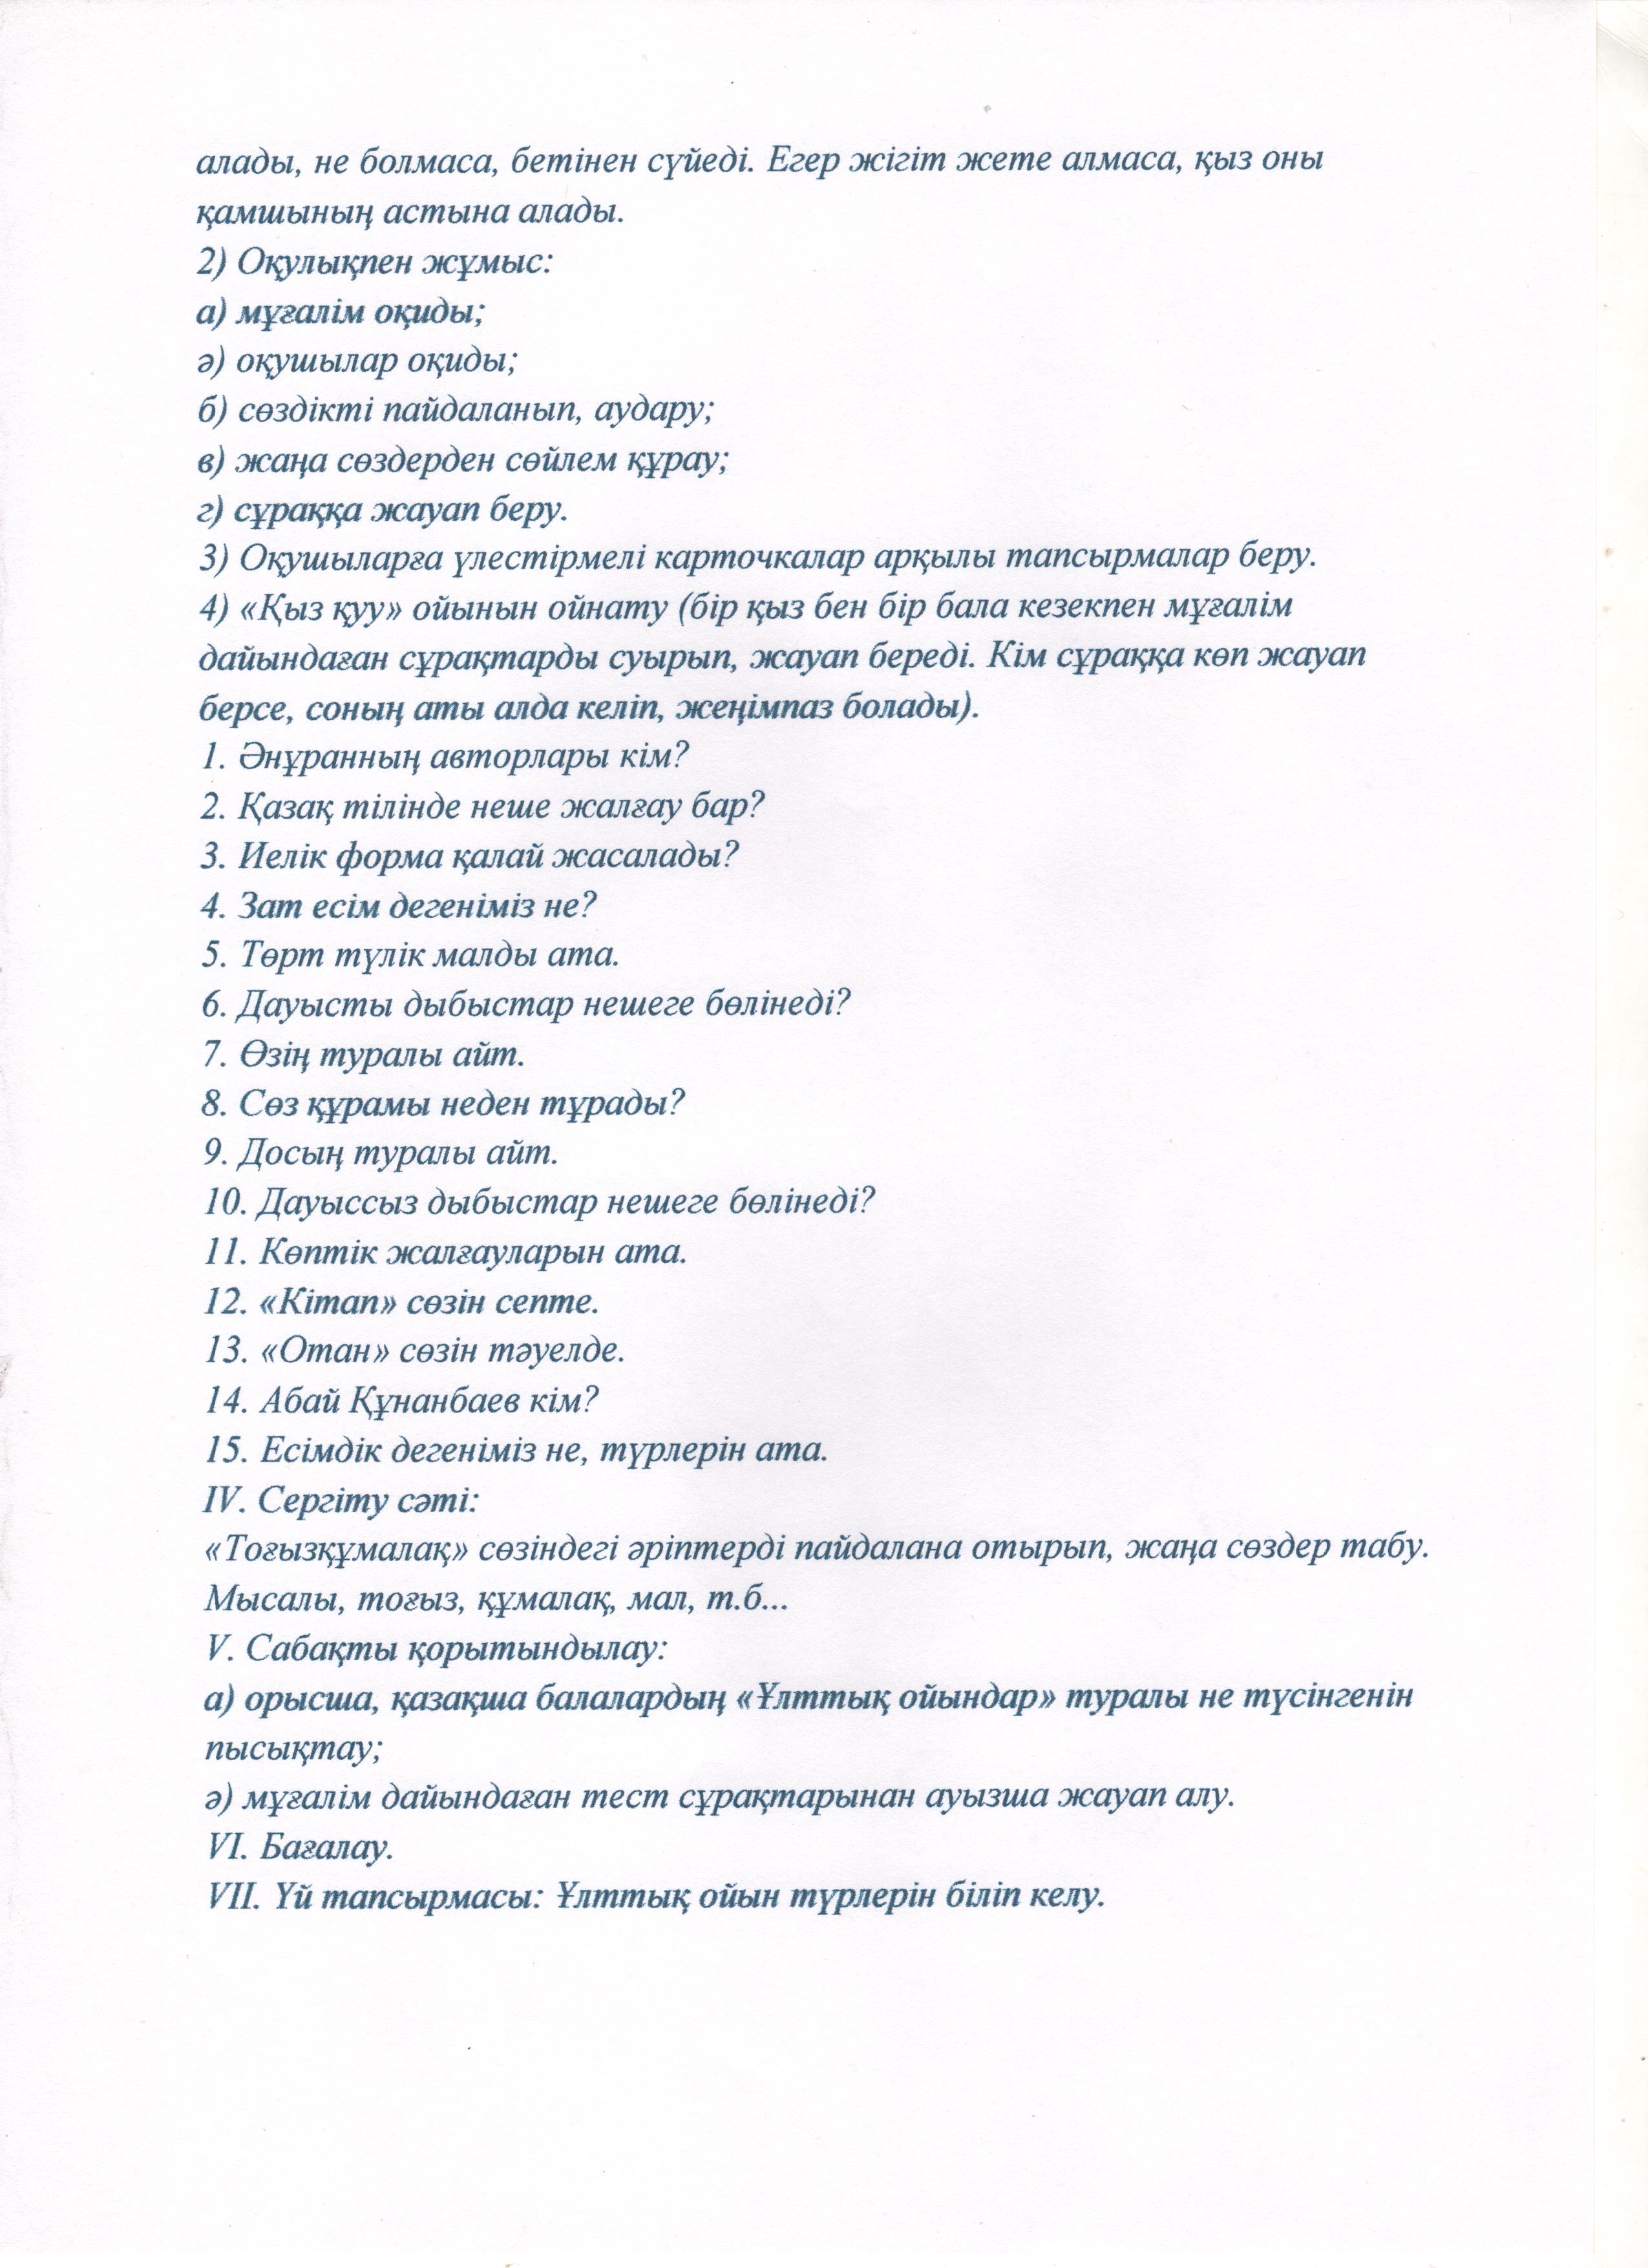 алады, не болмаса, бетінен сүйеді. Егер жігіт жете алмаса, қыз оны
қамшының астына алады.
2) Оқулықпен жұмыс:
а) мұғалім оқиды;
ә) оқушылар оқиды;
б) сөздікті пайдаланып, аудару;
в) жаңа сөздерден сөйлем құрау;
г) сұраққа жауап беру.
3) Оқушыларға үлестірмелі карточкалар арқылы тапсырмалар беру.
4) «Қыз қуу» ойынын ойнату (бір қыз бен бір бала кезекпен мұғалім
дайындаған сұрақтарды суырып, жауап береді. Кім сұраққа көп жауап
берсе, соның аты алда келіп, жеңімпаз болады).
1. Әнұранның авторлары кім?
2. Қазақ тілінде неше жалғау бар?
3. Иелік форма қалай жасалады?
4. Зат есім дегеніміз не?
5. Төрт түлік малды ата.
6. Дауысты дыбыстар нешеге бөлінеді?
7. Өзің туралы айт.
8. Сөз құрамы неден тұрады?
9. Досың туралы айт.
10. Дауыссыз дыбыстар нешеге бөлінеді?
11. Көптік жалғауларын ата.
12. «Кітап» сөзін септе.
13. «Отан» сөзін тәуелде.
14. Абай Құнанбаев кім?
15. Есімдік дегеніміз не, түрлерін ата.
IV. Сергіту сәті:
«Тоғызқұмалақ» сөзіндегі әріптерді пайдалана отырып, жаңа сөздер табу.
Мысалы, тоғыз, құмалақ, мал, т.б...
V. Сабақты қорытындылау:
а) орысша, қазақша балалардың «Ұлттық ойындар» туралы не түсінгенін
пысықтау;
ә) мұғалім дайындаған тест сұрақтарынан ауызша жауап алу.
VI. Бағалау.
VII. Үй тапсырмасы: Ұлттық ойын түрлерін біліп келу.